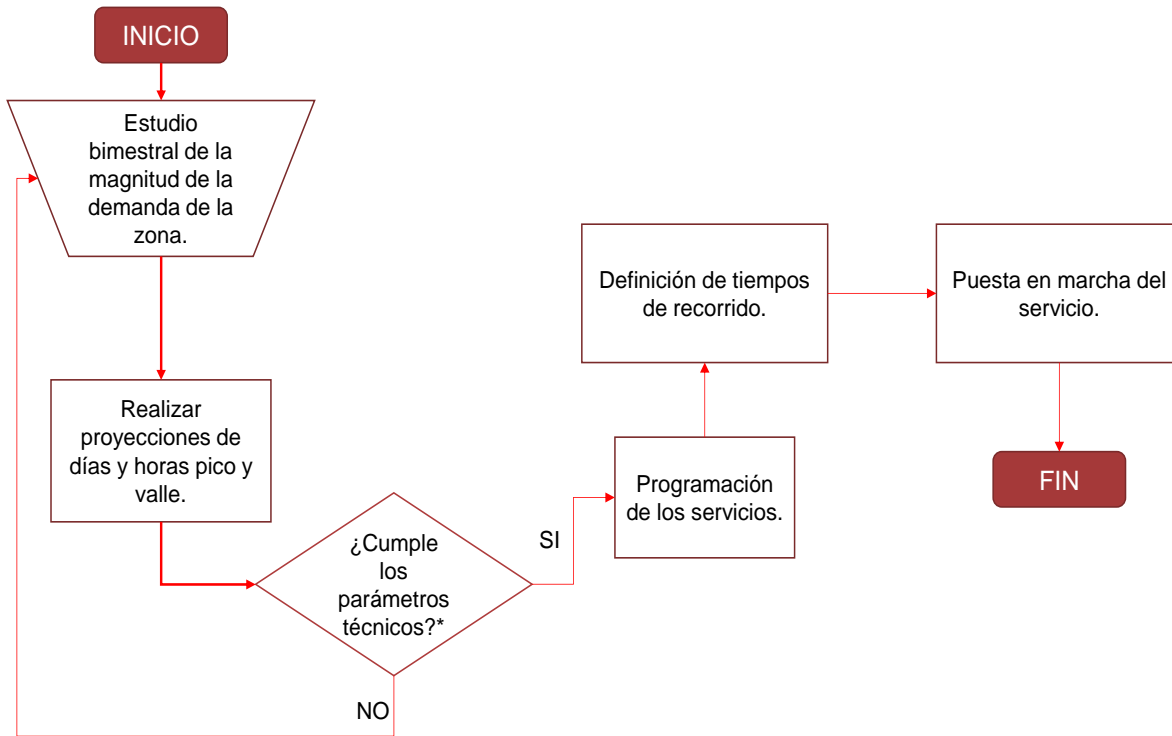 INICIO
Estudio
bimestral de la
magnitud de la
demanda de la
zona.
Realizar
proyecciones de
días y horas pico y
valle.
¿Cumple
los
parámetros
técnicos?*
SI
NO
Programación
de los servicios.
Definición de tiempos
de recorrido.
Puesta en marcha del
servicio.
FIN